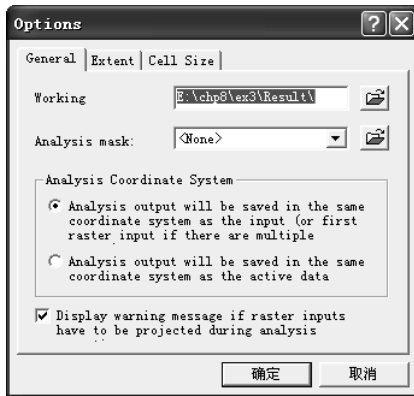 Options
General Extent Cell Size
Working E:\chp8\ex3\Result\
Analysis mask: <None>
Analysis Coordinate System
Analysis output will be saved in the same
coordinate system as the input (or first
raster input if there are multiple
Analysis output will be saved in the same
coordinate system as the active data
Display warning message if raster inputs
have to be projected during analysis
确定 取消